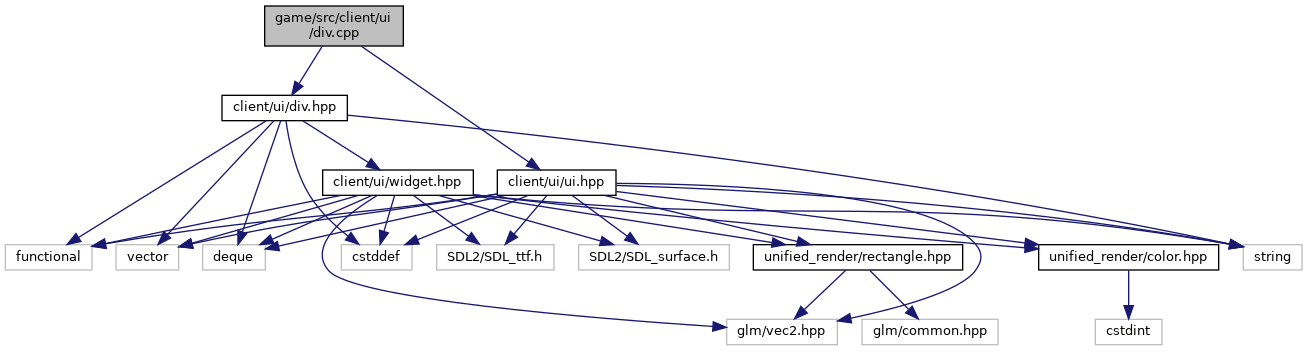 game/src/client/ui
/div.cpp
client/ui/div.hpp
client/ui/widget.hpp
client/ui/ui.hpp
functional
vector
deque
cstddef
SDL2/SDL_ttf.h
SDL2/SDL_surface.h
unified_render/rectangle.hpp
unified_render/color.hpp
string
glm/vec2.hpp
glm/common.hpp
cstdint